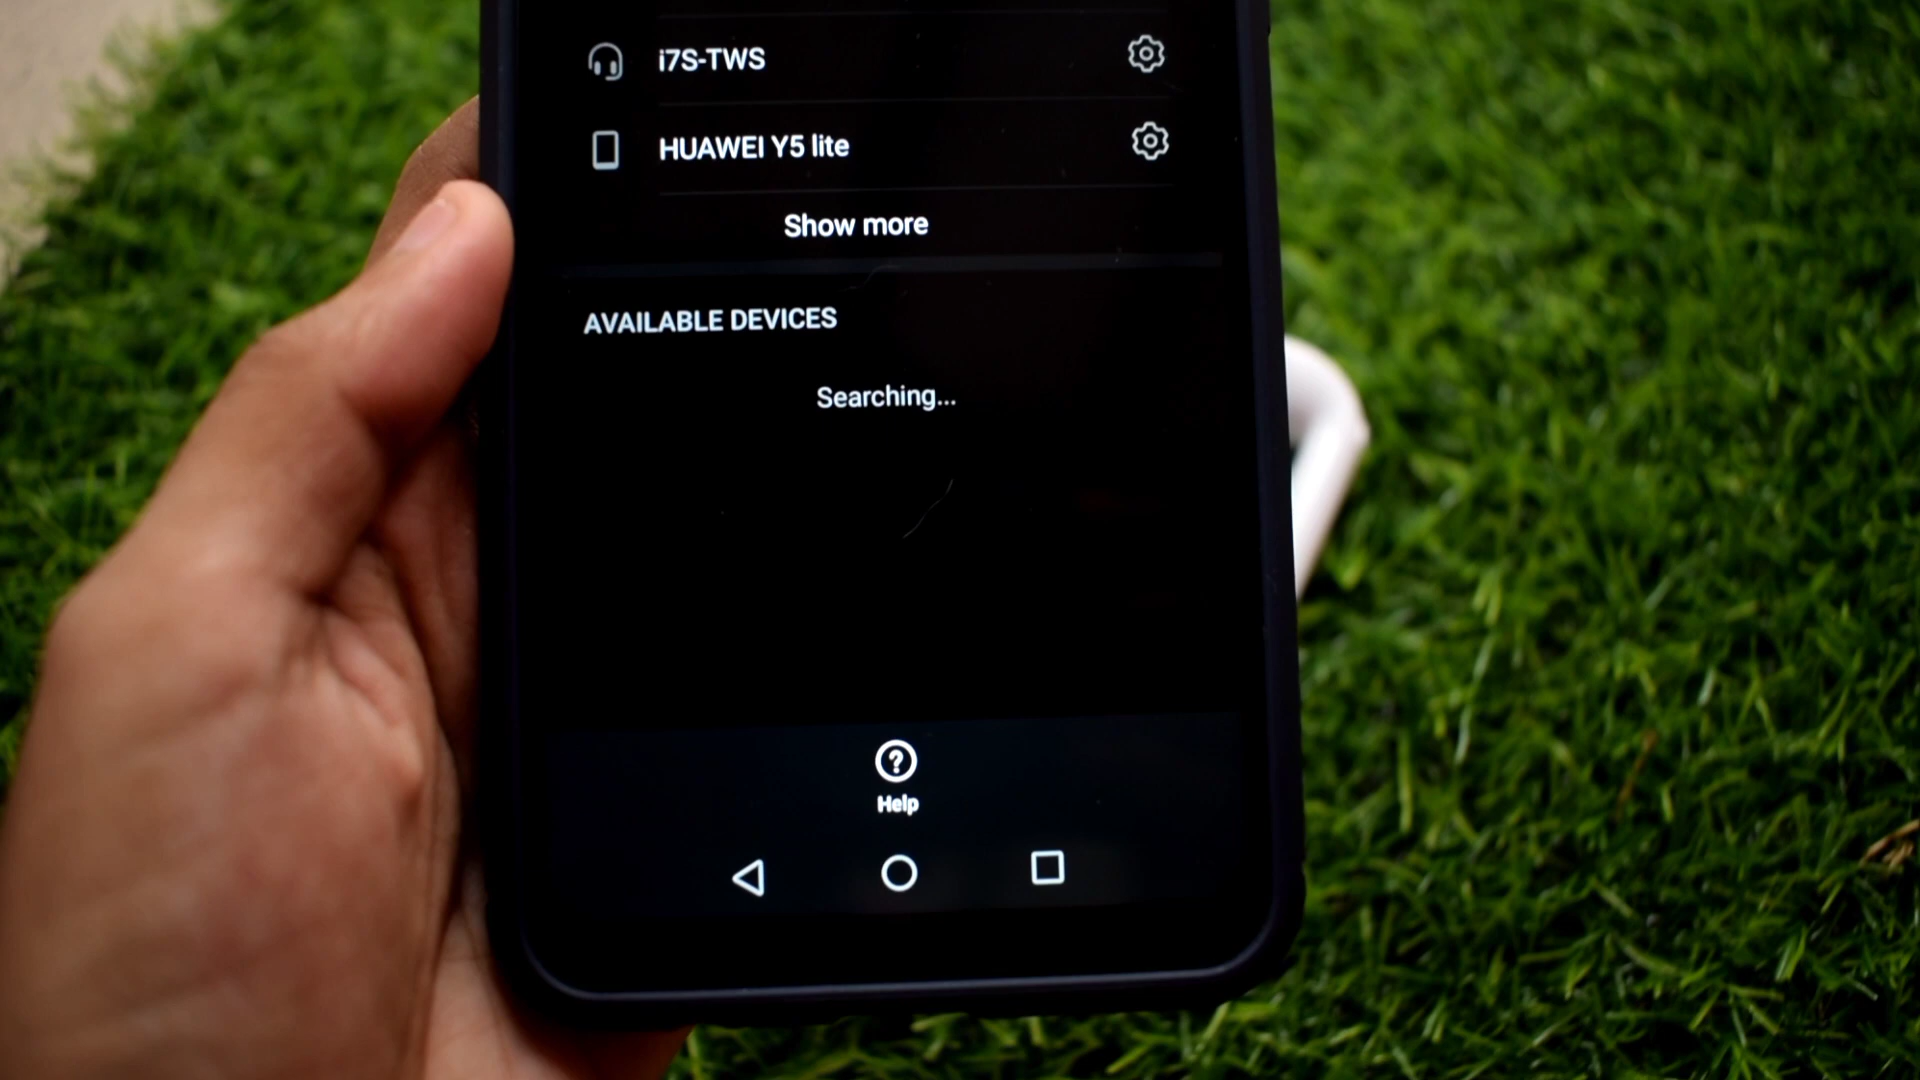 i7S-TWS
HUAWEI Y5 lite
Show more
AVAILABLE DEVICES
Searching...
Help